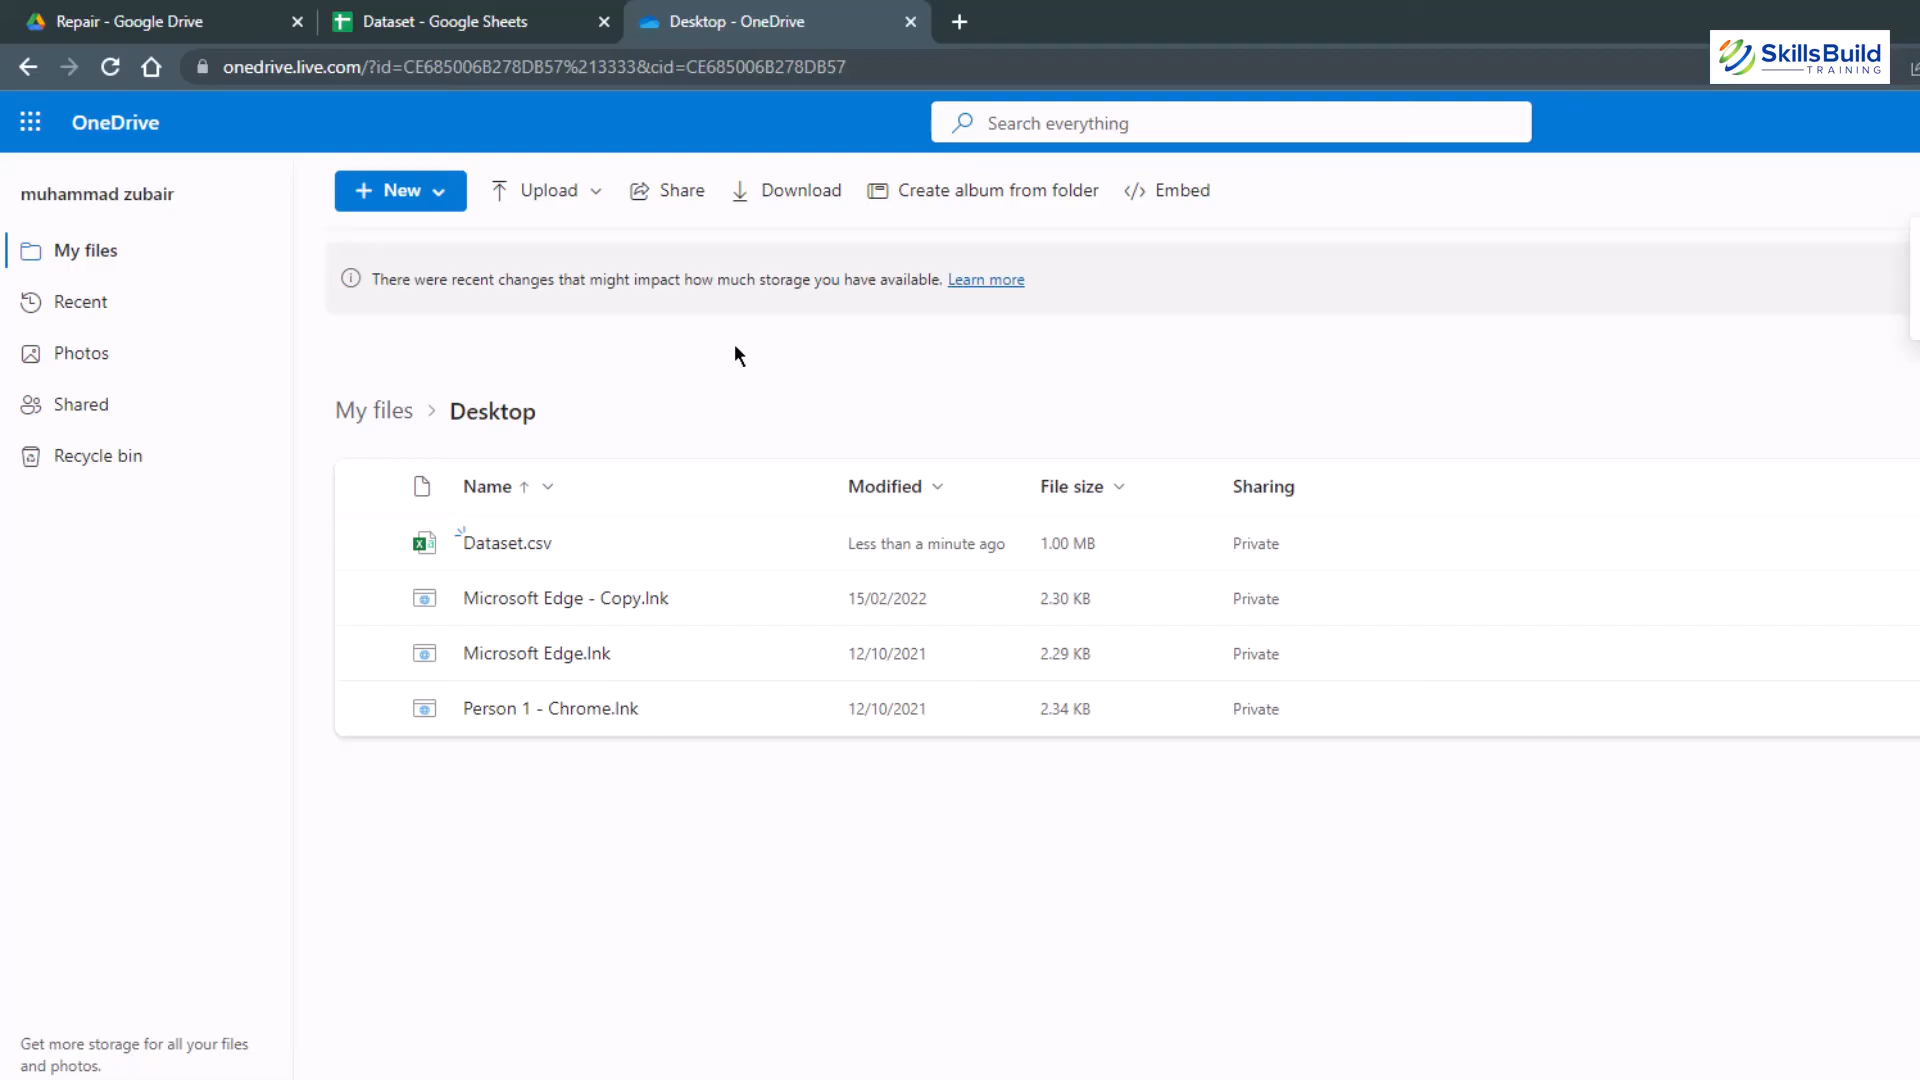 Repair - Google Drive
Dataset - Google Sheets
Desktop - OneDrive
onedrive.live.com/?id=CE685006B278DB57%213333&cid=CE685006B278DB57
SkillsBuild
TRAINING
OneDrive
Search everything
muhammad zubair
New
Upload
Share
Download
Create album from folder
Embed
My files
There were recent changes that might impact how much storage you have available. Learn more
Recent
Photos
Shared
Recycle bin
My files > Desktop
Name Modified File size Sharing
Dataset.csv Less than a minute ago 1.00 MB Private
Microsoft Edge - Copy.lnk 15/02/2022 2.30 KB Private
Microsoft Edge.lnk 12/10/2021 2.29 KB Private
Person 1 - Chrome.lnk 12/10/2021 2.34 KB Private
Get more storage for all your files
and photos.